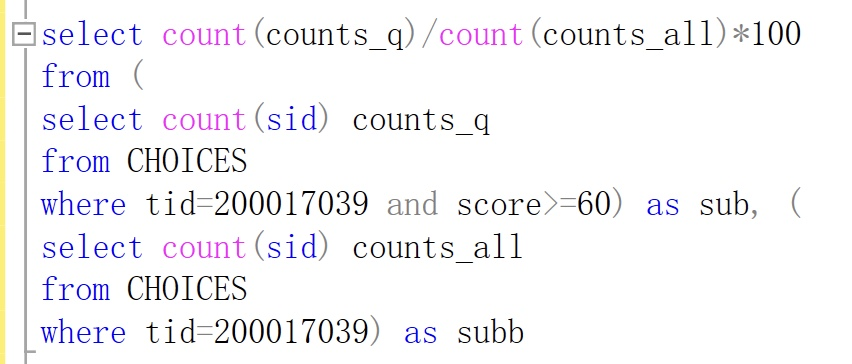 select count(counts_q)/count(counts_all)*100
from (
select count(sid) counts_q
from CHOICES
where tid=200017039 and score>=60) as sub, (
select count(sid) counts_all
from CHOICES
where tid=200017039) as subb